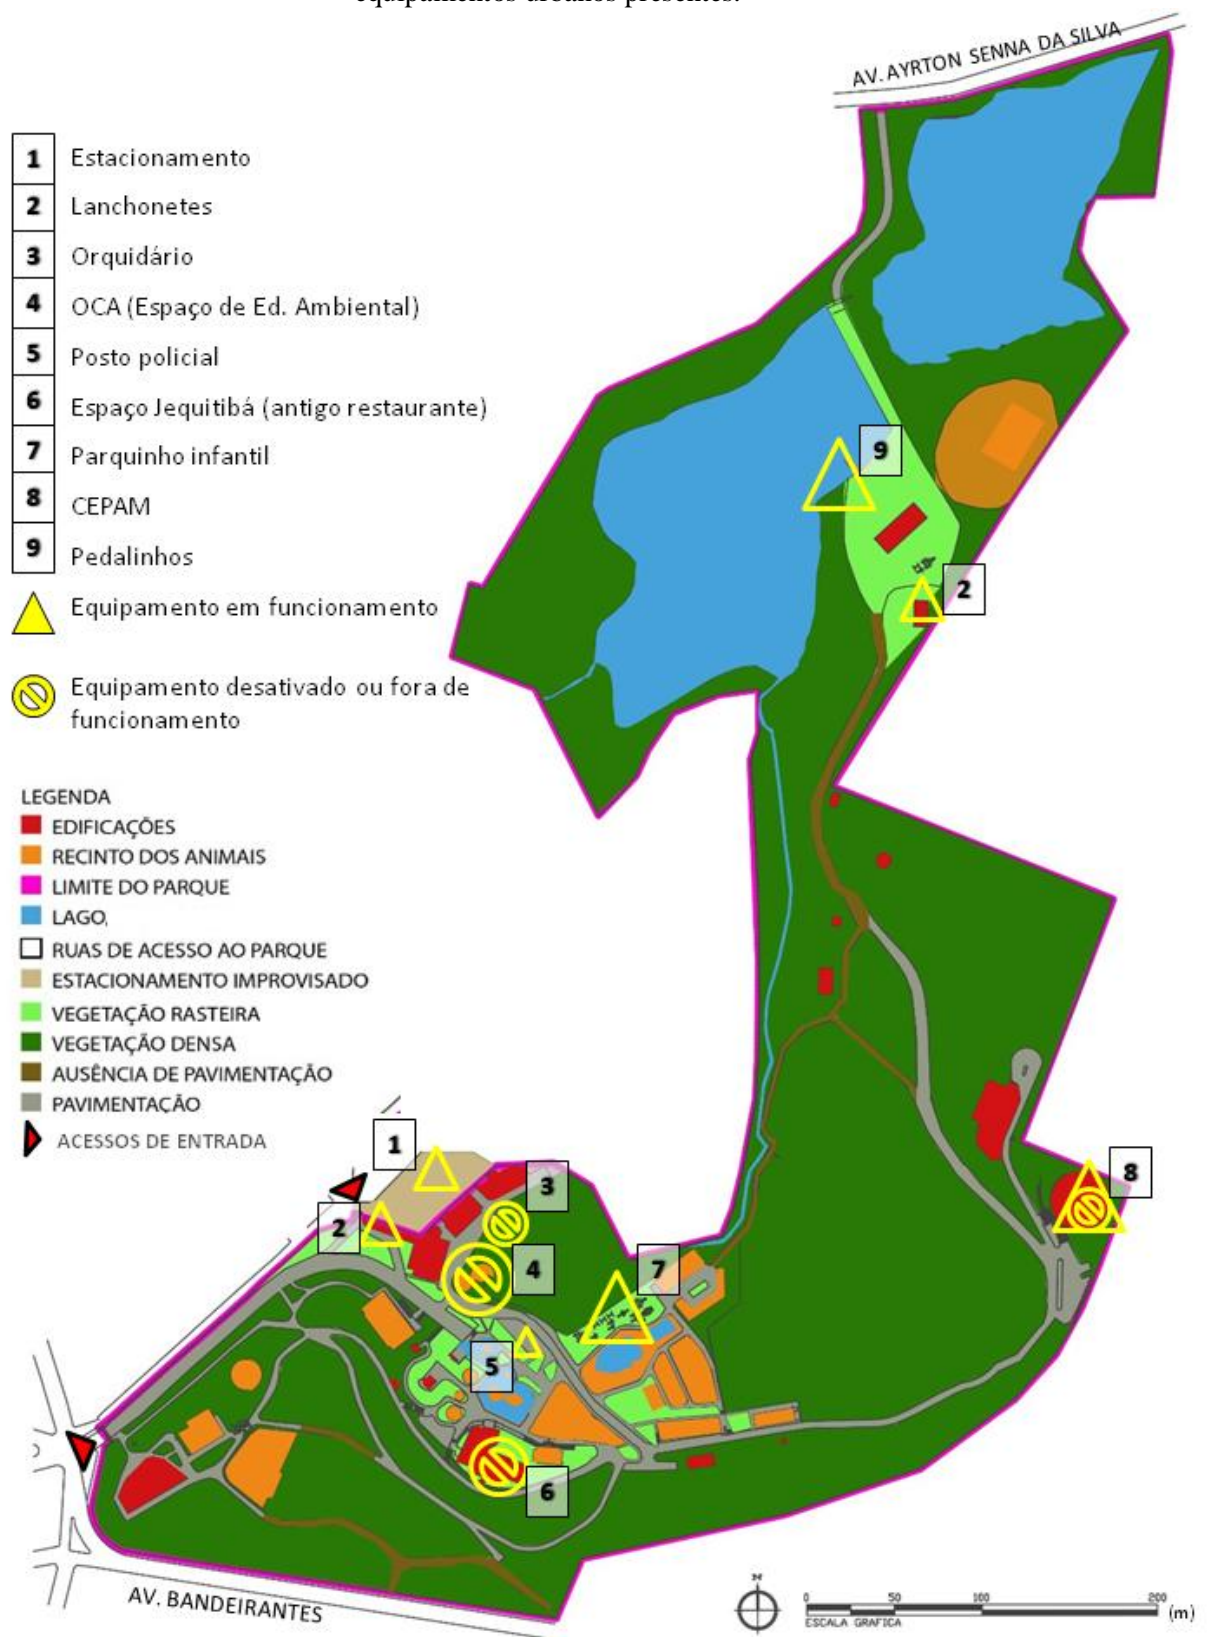 equipamentos urbanos presentes.
AV. AYRTON SENNA DA SILVA
1 Estacionamento
2 Lanchonetes
3 Orquidário
4 OCA (Espaço de Ed. Ambiental)
5 Posto policial
6 Espaço Jequitibá (antigo restaurante)
7 Parquinho infantil
8 CEPAM
9 Pedalinhos
Equipamento em funcionamento
Equipamento desativado ou fora de
funcionamento
9
2
LEGENDA
EDIFICAÇÕES
RECINTO DOS ANIMAIS
LIMITE DO PARQUE
LAGO,
RUAS DE ACESSO AO PARQUE
ESTACIONAMENTO IMPROVISADO
VEGETAÇÃO RASTEIRA
VEGETAÇÃO DENSA
AUSÊNCIA DE PAVIMENTAÇÃO
PAVIMENTAÇÃO
ACESSOS DE ENTRADA
1
3
8
2
4
7
5
6
AV. BANDEIRANTES
N
0 50 100 200 (m)
ESCALA GRAFICA